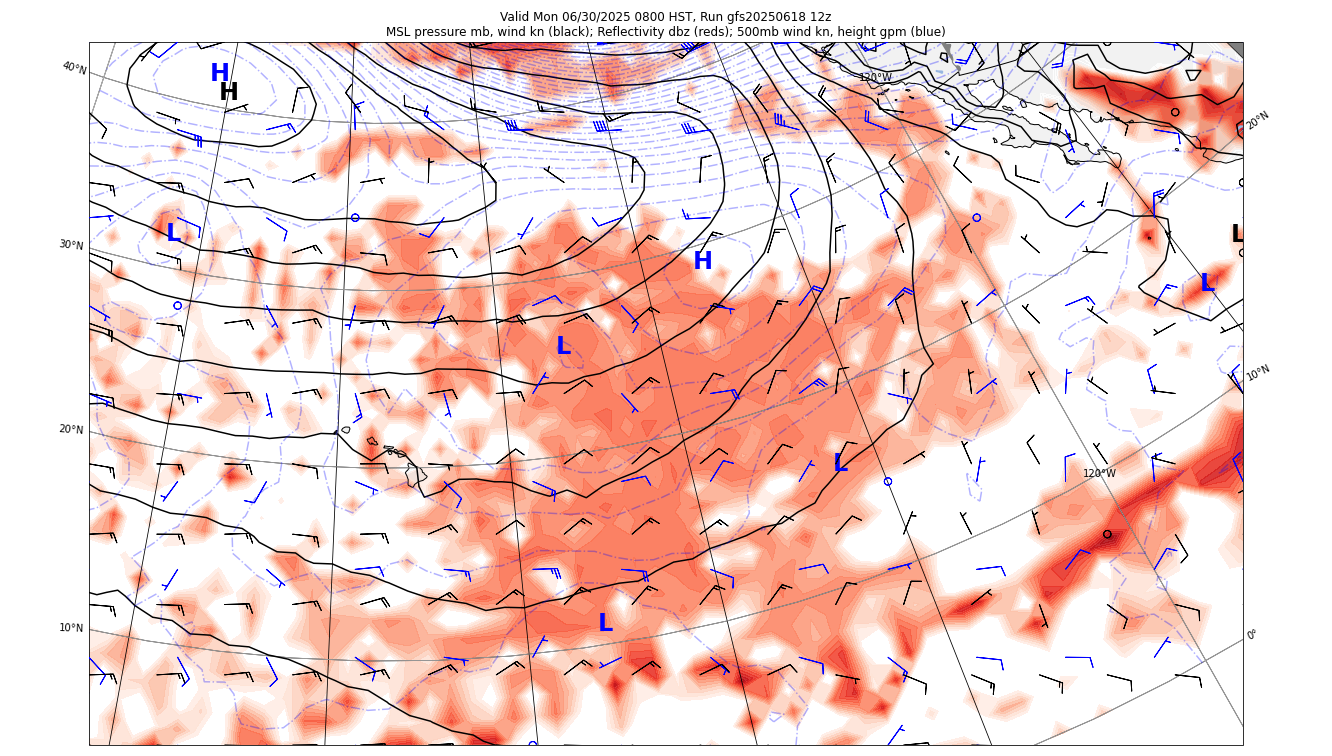 Valid Mon 06/30/2025 0800 HST, Run gfs20250618 12z
MSL pressure mb, wind kn (black); Reflectivity dbz (reds); 500mb wind kn, height gpm (blue)
40°N
H
H
120°W
20°N
30°N
L
H
L
L
L
10°N
20°N
L
120°W
10°N
L
0°